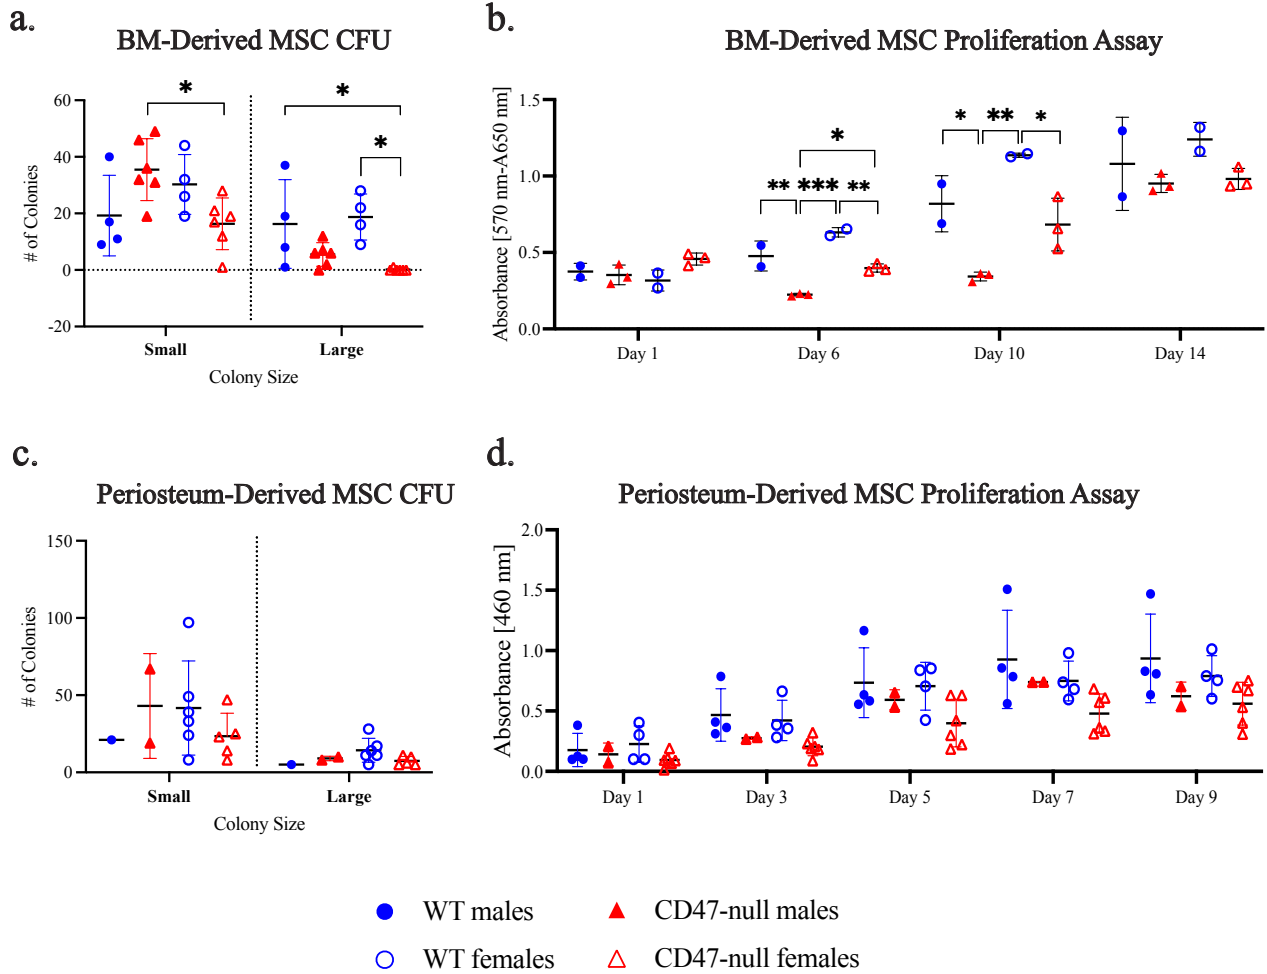 a.
BM-Derived MSC CFU
# of Colonies
60
40
20
0
-20
*
*
*
Small
Large
Colony Size
b.
BM-Derived MSC Proliferation Assay
Absorbance [570 nm-A650 nm]
1.5
1.0
0.5
0.0
*
** *** **
* ** *
Day 1
Day 6
Day 10
Day 14
c.
Periosteum-Derived MSC CFU
# of Colonies
150
100
50
0
Small
Large
Colony Size
d.
Periosteum-Derived MSC Proliferation Assay
Absorbance [460 nm]
2.0
1.5
1.0
0.5
0.0
Day 1
Day 3
Day 5
Day 7
Day 9
WT males
CD47-null males
WT females
CD47-null females